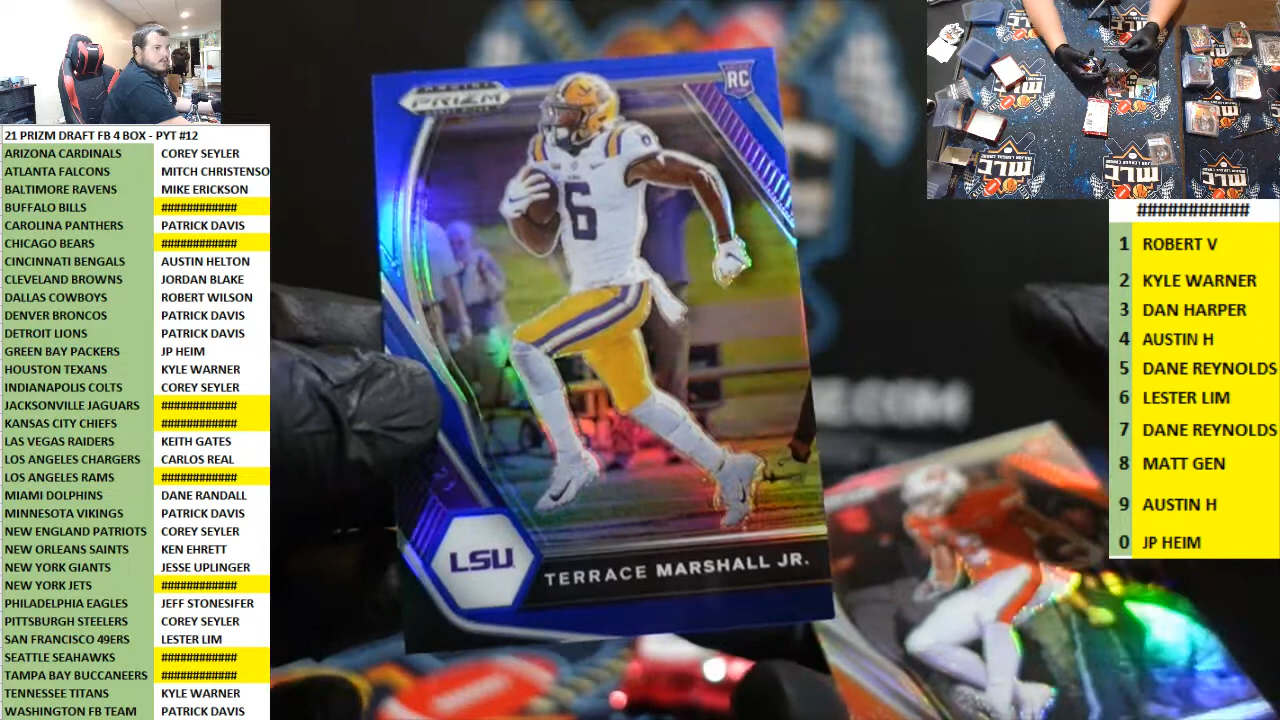 21 PRIZM DRAFT FB 4 BOX - PYT #12
ARIZONA CARDINALS COREY SEYLER
ATLANTA FALCONS MITCH CHRISTENSO
BALTIMORE RAVENS MIKE ERICKSON
BUFFALO BILLS ############
CAROLINA PANTHERS PATRICK DAVIS
CHICAGO BEARS ############
CINCINNATI BENGALS AUSTIN HELTON
CLEVELAND BROWNS JORDAN BLAKE
DALLAS COWBOYS ROBERT WILSON
DENVER BRONCOS PATRICK DAVIS
DETROIT LIONS PATRICK DAVIS
GREEN BAY PACKERS JP HEIM
HOUSTON TEXANS KYLE WARNER
INDIANAPOLIS COLTS COREY SEYLER
JACKSONVILLE JAGUARS ############
KANSAS CITY CHIEFS ############
LAS VEGAS RAIDERS KEITH GATES
LOS ANGELES CHARGERS CARLOS REAL
LOS ANGELES RAMS ############
MIAMI DOLPHINS DANE RANDALL
MINNESOTA VIKINGS PATRICK DAVIS
NEW ENGLAND PATRIOTS COREY SEYLER
NEW ORLEANS SAINTS KEN EHRETT
NEW YORK GIANTS JESSE UPLINGER
NEW YORK JETS ############
PHILADELPHIA EAGLES JEFF STONESIFER
PITTSBURGH STEELERS COREY SEYLER
SAN FRANCISCO 49ERS LESTER LIM
SEATTLE SEAHAWKS ############
TAMPA BAY BUCCANEERS ############
TENNESSEE TITANS KYLE WARNER
WASHINGTON FB TEAM PATRICK DAVIS
PRIZM
RC
6
6
LSU
TERRACE MARSHALL JR.
MLC
MLC
MLC
MLC
MLC
###########
1 ROBERT V
2 KYLE WARNER
3 DAN HARPER
4 AUSTIN H
5 DANE REYNOLDS
6 LESTER LIM
7 DANE REYNOLDS
8 MATT GEN
9 AUSTIN H
0 JP HEIM